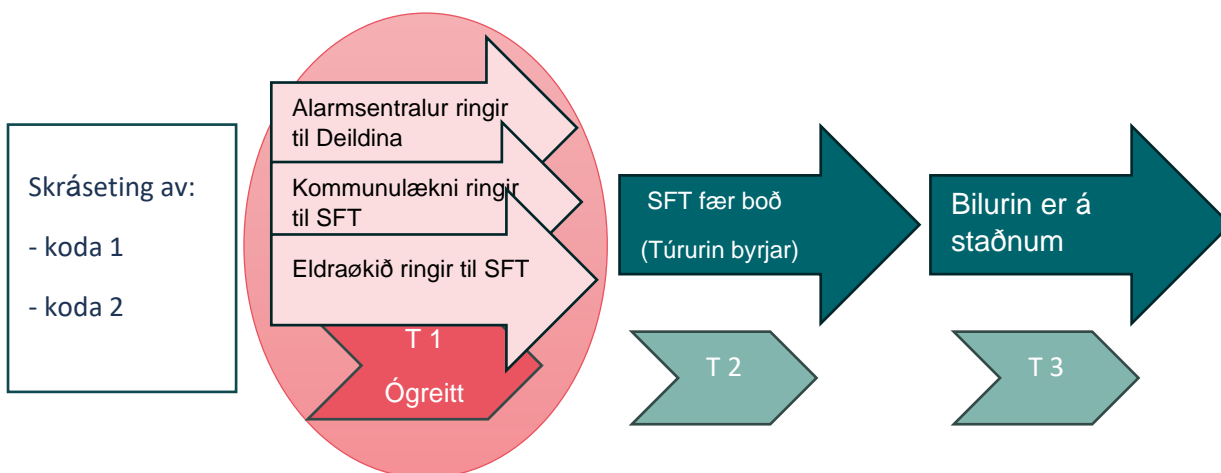 Skráseting av:
- koda 1
- koda 2
Alarmsentralur ringir
til Deildina
Kommunulækni ringir
til SFT
Eldraøkið ringir til SFT
T 1
Ógreitt
SFT fær boð
(Túrurin byrjar)
T 2
Bilurin er á
staðnum
T 3